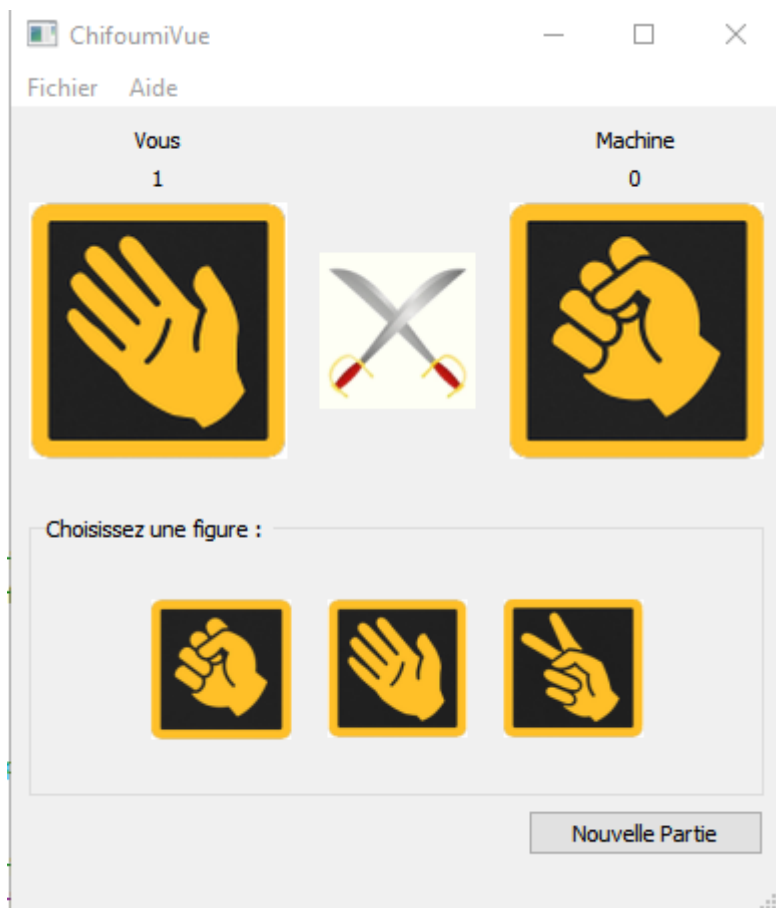 ChifoumiVue
Fichier Aide
Vous
Machine
1
0
Choisissez une figure :
Nouvelle Partie